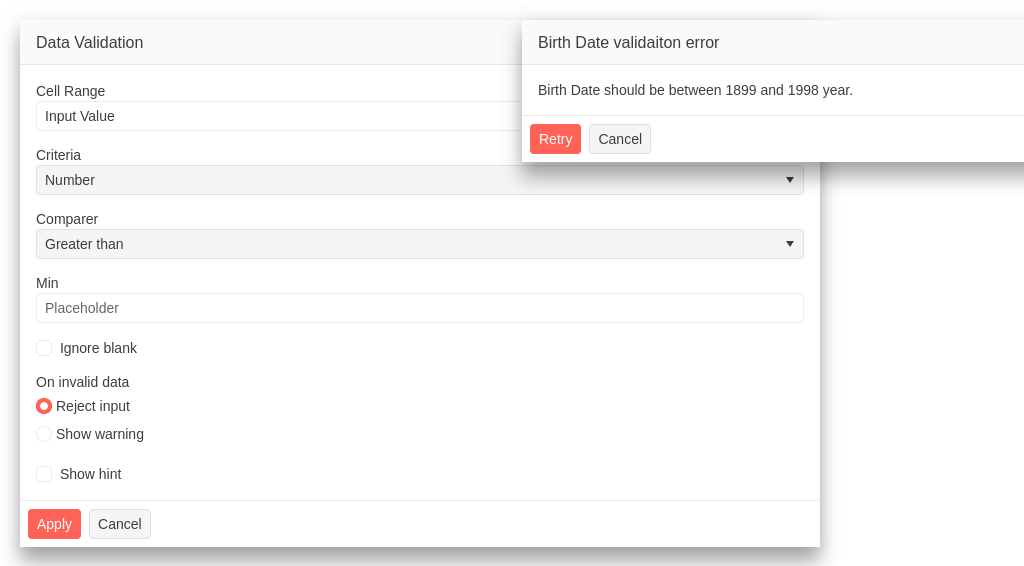 Data Validation
Cell Range
Input Value
Criteria
Number
Comparer
Greater than
Min
Placeholder
Ignore blank
On invalid data
Reject input
Show warning
Show hint
Apply
Cancel
Birth Date validaiton error
Birth Date should be between 1899 and 1998 year.
Retry
Cancel